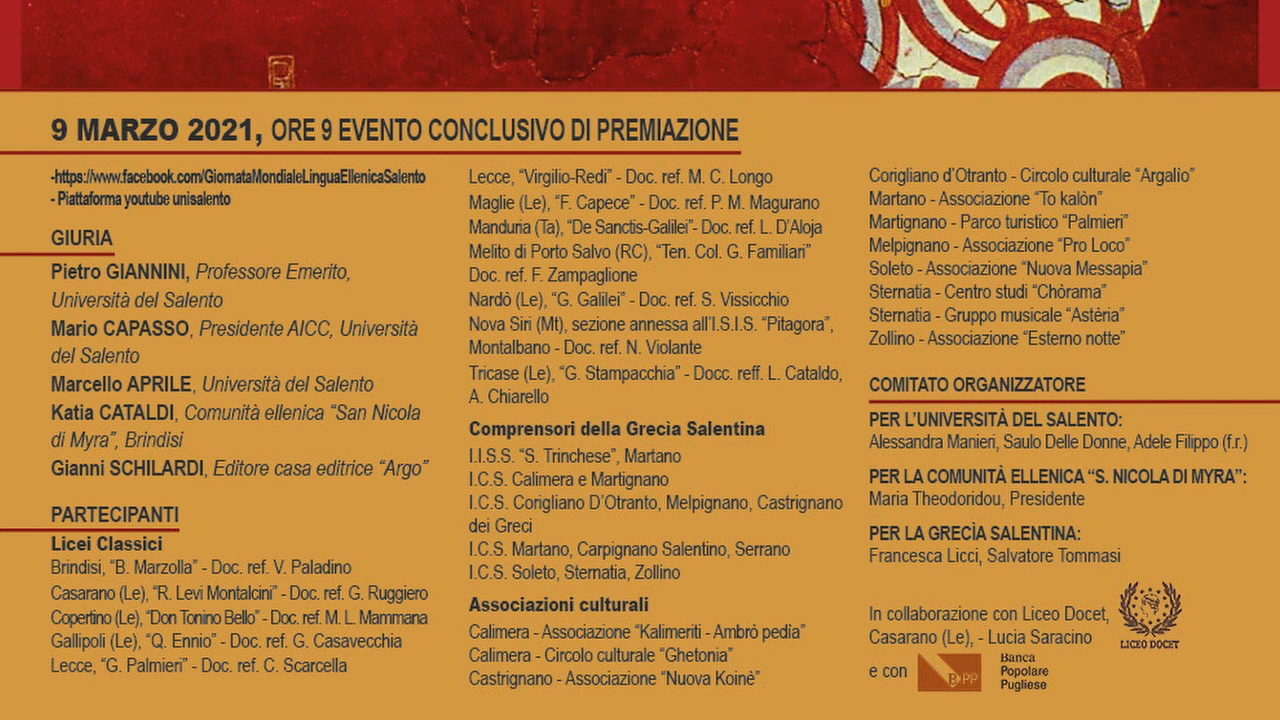 9 MARZO 2021, ORE 9 EVENTO CONCLUSIVO DI PREMIAZIONE
-https://www.facebook.com/GiornataMondialeLinguaEllenicaSalento
- Piattaforma youtube unisalento
GIURIA
Pietro GIANNINI, Professore Emerito,
Università del Salento
Mario CAPASSO, Presidente AICC, Università
del Salento
Marcello APRILE, Università del Salento
Katia CATALDI, Comunità ellenica “San Nicola
di Myra”, Brindisi
Gianni SCHILARDI, Editore casa editrice “Argo”
PARTECIPANTI
Licei Classici
Brindisi, “B. Marzolla” - Doc. ref. V. Paladino
Casarano (Le), “R. Levi Montalcini” - Doc. ref. G. Ruggiero
Copertino (Le), “Don Tonino Bello” - Doc. ref. M. L. Mammana
Gallipoli (Le), “Q. Ennio” - Doc. ref. G. Casavecchia
Lecce, “G. Palmieri” - Doc. ref. C. Scarcella
Lecce, “Virgilio-Redi” - Doc. ref. M. C. Longo
Maglie (Le), “F. Capece” - Doc. ref. P. M. Magurano
Manduria (Ta), “De Sanctis-Galilei”- Doc. ref. L. D’Aloja
Melito di Porto Salvo (RC), “Ten. Col. G. Familiari”
Doc. ref. F. Zampaglione
Nardò (Le), “G. Galilei” - Doc. ref. S. Vissicchio
Nova Siri (Mt), sezione annessa all’I.S.I.S. “Pitagora”,
Montalbano - Doc. ref. N. Violante
Tricase (Le), “G. Stampacchia” - Docc. reff. L. Cataldo,
A. Chiarello
Comprensori della Grecìa Salentina
I.I.S.S. “S. Trinchese”, Martano
I.C.S. Calimera e Martignano
I.C.S. Corigliano D’Otranto, Melpignano, Castrignano
dei Greci
I.C.S. Martano, Carpignano Salentino, Serrano
I.C.S. Soleto, Sternatia, Zollino
Associazioni culturali
Calimera - Associazione “Kalimeriti - Ambrò pedìa”
Calimera - Circolo culturale “Ghetonìa”
Castrignano - Associazione “Nuova Koinè”
Corigliano d’Otranto - Circolo culturale “Argalìo”
Martano - Associazione “To kalòn”
Martignano - Parco turistico “Palmieri”
Melpignano - Associazione “Pro Loco”
Soleto - Associazione “Nuova Messapia”
Sternatia - Centro studi “Chòrama”
Sternatia - Gruppo musicale “Astèria”
Zollino - Associazione “Esterno notte”
COMITATO ORGANIZZATORE
PER L’UNIVERSITÀ DEL SALENTO:
Alessandra Manieri, Saulo Delle Donne, Adele Filippo (f.r.)
PER LA COMUNITÀ ELLENICA “S. NICOLA DI MYRA”:
Maria Theodoridou, Presidente
PER LA GRECÌA SALENTINA:
Francesca Licci, Salvatore Tommasi
In collaborazione con Liceo Docet,
Casarano (Le), - Lucia Saracino
LICEO DOCET
e con
BPP
Banca
Popolare
Pugliese